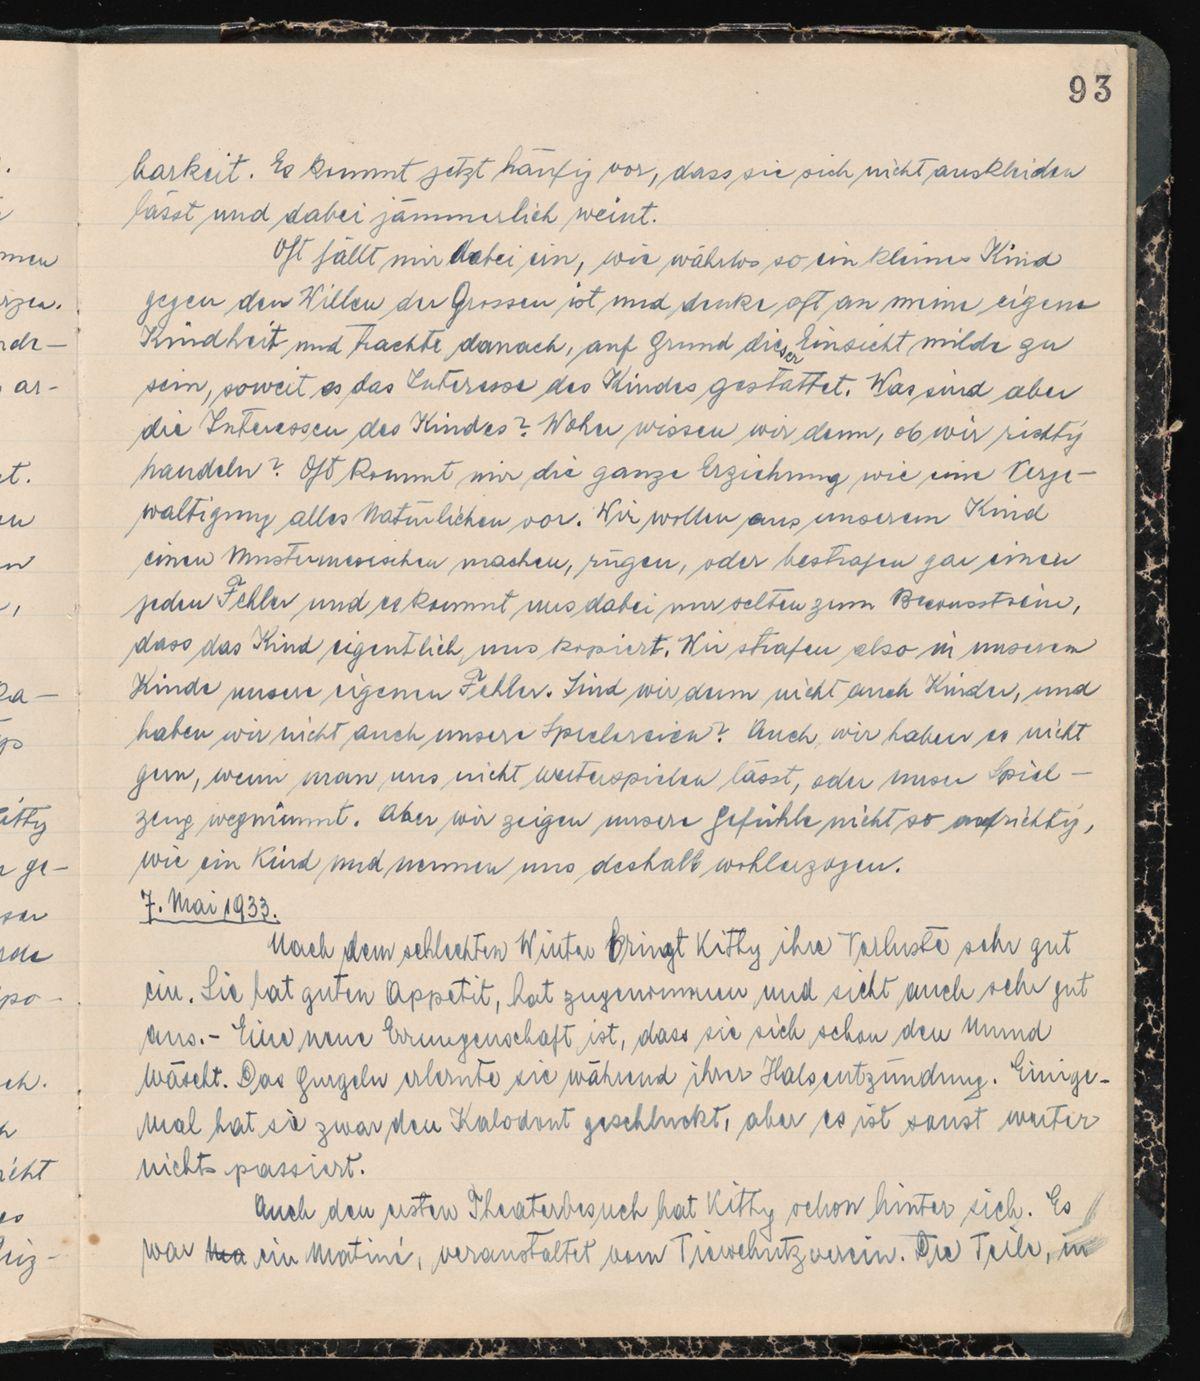 93
barkeit. Es kommt jetzt häufig vor, dass sie sich nicht auskleiden
lässt und dabei jämmerlich weint.
Oft fällt mir dabei ein, wie wehrlos so ein kleines Kind
gegen den Willen der Grossen ist und denke oft an meine eigene
Kindheit und trachte danach, auf Grund dieser Einsicht milde zu
sein, soweit es das Interesse des Kindes gestattet. Was sind aber
die Interessen des Kindes? Woher wissen wir denn, ob wir richtig
handeln? Oft kommt mir die ganze Erziehung wie eine Verge-
waltigung alles Natürlichen vor. Wir wollen aus unserem Kind
einen Mustermenschen machen, rügen, oder bestrafen gar einen
jeden Fehler und es kommt uns dabei nur selten zum Bewusstsein,
dass das Kind eigentlich uns kopiert. Wir strafen also in unserem
Kinde unsere eigenen Fehler. Sind wir denn nicht auch Kinder, und
haben wir nicht auch unsere Spielereien? Auch wir haben es nicht
gern, wenn man uns nicht weiterspielen lässt, oder unser Spiel-
zeug wegnimmt. Aber wir zeigen unsere Gefühle nicht so aufrichtig,
wie ein Kind und nennen uns deshalb wohlerzogen.
7. Mai 1933.
Nach dem schlechten Winter bringt Kitty ihre Verluste sehr gut
ein. Sie hat guten Appetit, hat zugenommen und sieht auch sehr gut
aus. - Eine neue Errungenschaft ist, dass sie sich schon den Mund
wäscht. Das Gurgeln erlernte sie während ihrer Halsentzündung. Einige-
mal hat sie zwar den Kalodont geschluckt, aber es ist sonst weiter
nichts passiert.
Auch den ersten Theaterbesuch hat Kitty schon hinter sich. Es
war Ma ein Matiné, veranstaltet vom Tierschutzverein. Die Teile, in